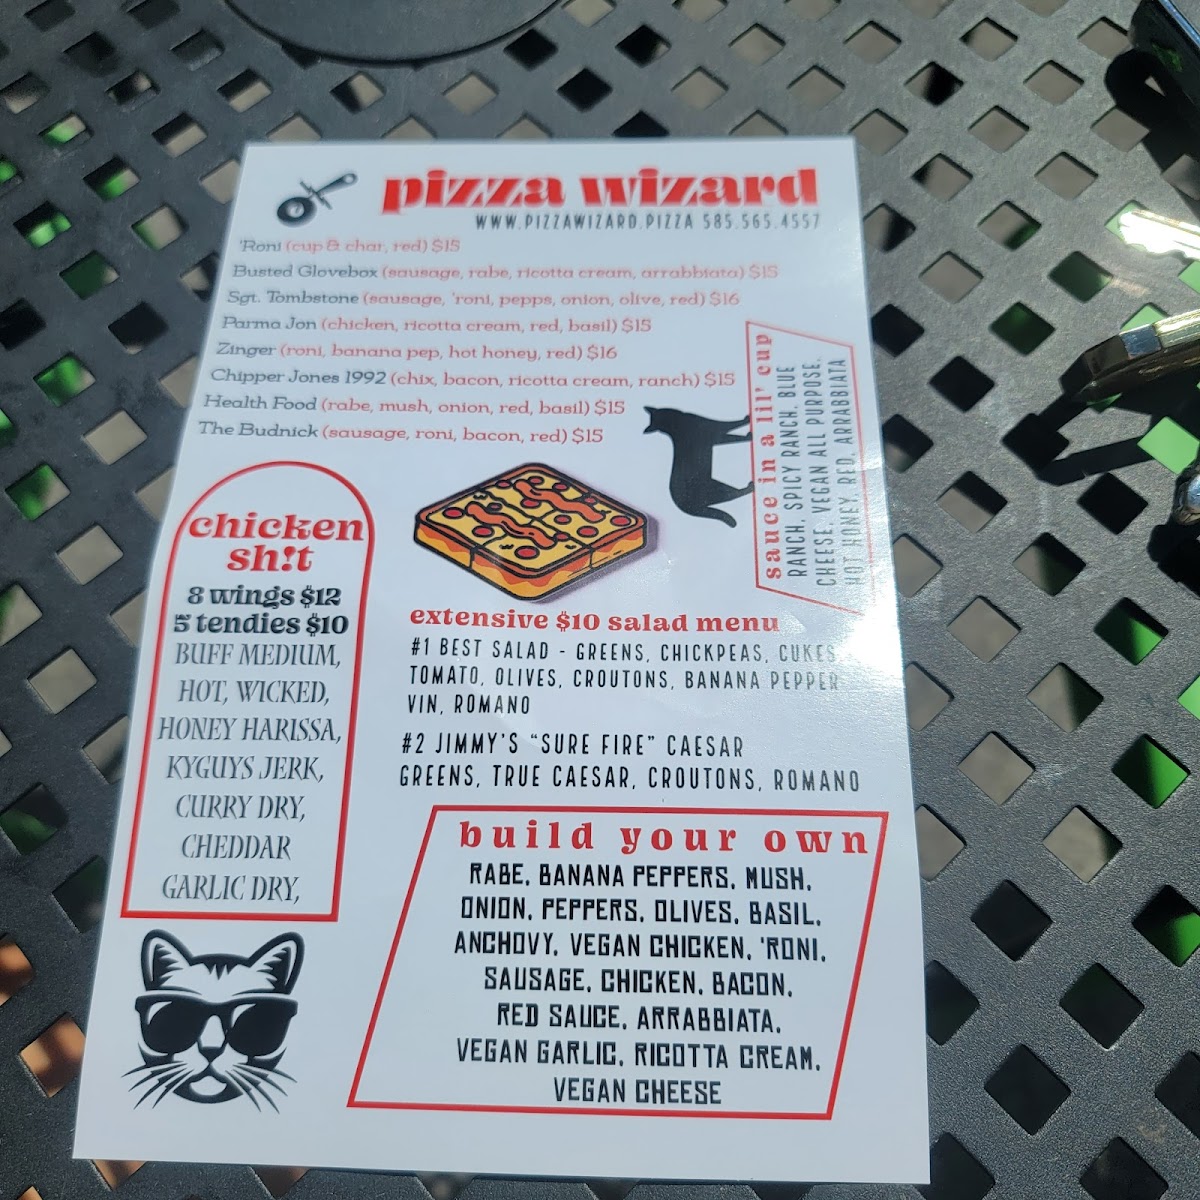 pizza wizard
WWW.PIZZAWIZARD.PIZZA 585.565.4557
'Roni (cup & char, red) $15
Busted Glovebox (sausage, rabe, ricotta cream, arrabbiata) $15
Sgt. Tombstone (sausage, 'roni, pepps, onion, olive, red) $16
Parma Jon (chicken, ricotta cream, red, basil) $15
Zinger (roni, banana pep, hot honey, red) $16
Chipper Jones 1992 (chix, bacon, ricotta cream, ranch) $15
Health Food (rabe, mush, onion, red, basil) $15
The Budnick (sausage, roni, bacon, red) $15
sauce in a lil' cup
RANCH, SPICY RANCH, BLUE
CHEESE, VEGAN ALL PURPOSE,
HOT HONEY, RED, ARRABBIATA
chicken
sh!t
8 wings $12
5 tendies $10
BUFF MEDIUM,
HOT, WICKED,
HONEY HARISSA,
KYGUYS JERK,
CURRY DRY,
CHEDDAR
GARLIC DRY,
extensive $10 salad menu
#1 BEST SALAD - GREENS, CHICKPEAS, CUKES,
TOMATO, OLIVES, CROUTONS, BANANA PEPPER
VIN, ROMANO
#2 JIMMY'S "SURE FIRE" CAESAR
GREENS, TRUE CAESAR, CROUTONS, ROMANO
build your own
RABE, BANANA PEPPERS, MUSH,
ONION, PEPPERS, OLIVES, BASIL,
ANCHOVY, VEGAN CHICKEN, 'RONI,
SAUSAGE, CHICKEN, BACON,
RED SAUCE, ARRABBIATA,
VEGAN GARLIC, RICOTTA CREAM,
VEGAN CHEESE